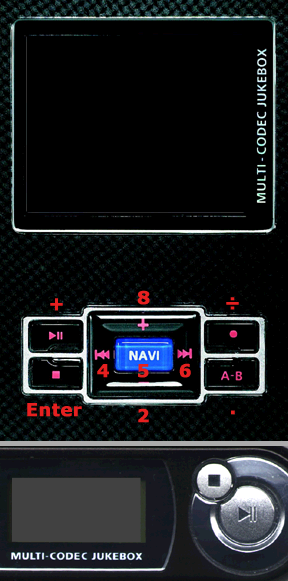 MULTI-CODEC JUKEBOX
+ 8 ÷
+
NAVI
4 5 6
A-B
Enter 2 .
MULTI-CODEC JUKEBOX